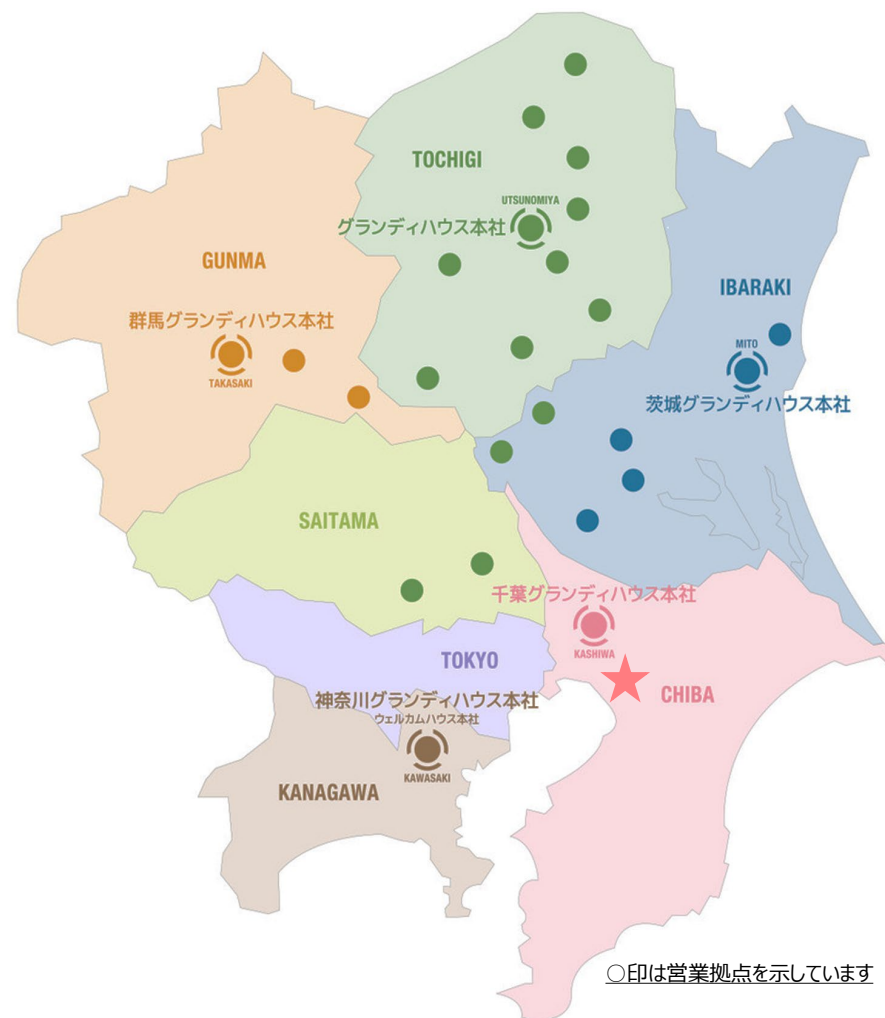 TOCHIGI
UTSUNOMIYA
グランディハウス本社
GUNMA
群馬グランディハウス本社
TAKASAKI
IBARAKI
MITO
茨城グランディハウス本社
SAITAMA
千葉グランディハウス本社
KASHIWA
CHIBA
TOKYO
神奈川グランディハウス本社
ウェルカムハウス本社
KAWASAKI
KANAGAWA
○印は営業拠点を示しています